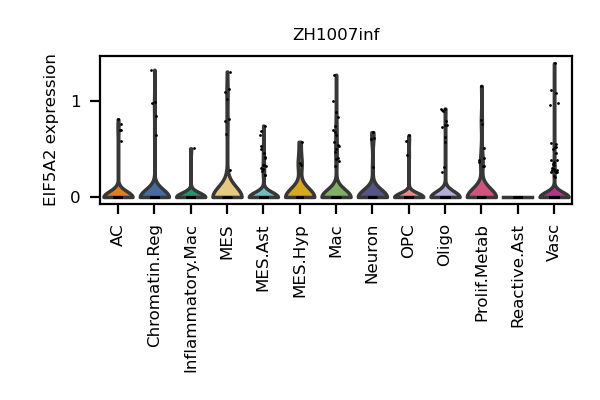 ZH1007inf
EIF5A2 expression
1
0
AC
Chromatin.Reg
Inflammatory.Mac
MES
MES.Ast
MES.Hyp
Mac
Neuron
OPC
Oligo
Prolif.Metab
Reactive.Ast
Vasc